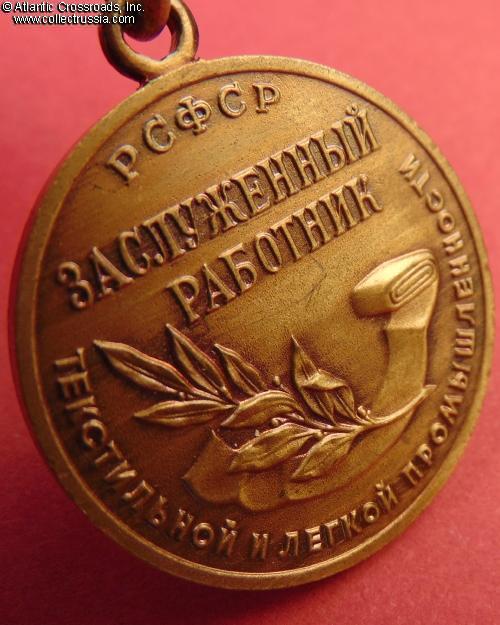 © Atlantic Crossroads, Inc.
www.collectrussia.com
РСФСР
ЗАСЛУЖЕННЫЙ
РАБОТНИК
ТЕКСТИЛЬНОЙ И ЛЕГКОЙ ПРОМЫШЛЕННОСТИ